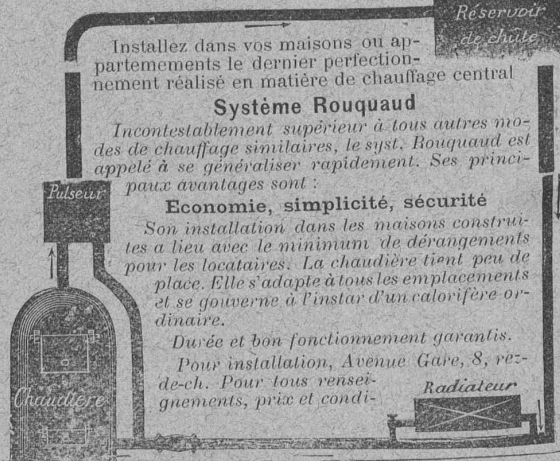 Réservoir
de chute
Installez dans vos maisons ou ap-
partemements le dernier perfection-
nement réalisé en matière de chauffage central
Système Rouquaud
Incontestablement supérieur à tous autres mo-
des de chauffage similaires, le syst. Rouquaud est
appelé à se généraliser rapidement. Ses princi-
paux avantages sont :
Pulseur
Economie, simplicité, sécurité
Son installation dans les maisons construi-
tes a lieu avec le minimum de dérangements
pour les locataires. La chaudière tient peu de
place. Elle s'adapte à tous les emplacements
et se gouverne à l'instar d'un calorifère or-
dinaire.
Durée et bon fonctionnement garantis.
Pour installation, Avenue Gare, 8, rez-
de-ch. Pour tous rensei-
gnements, prix et condi-
Chaudière
Radiateur